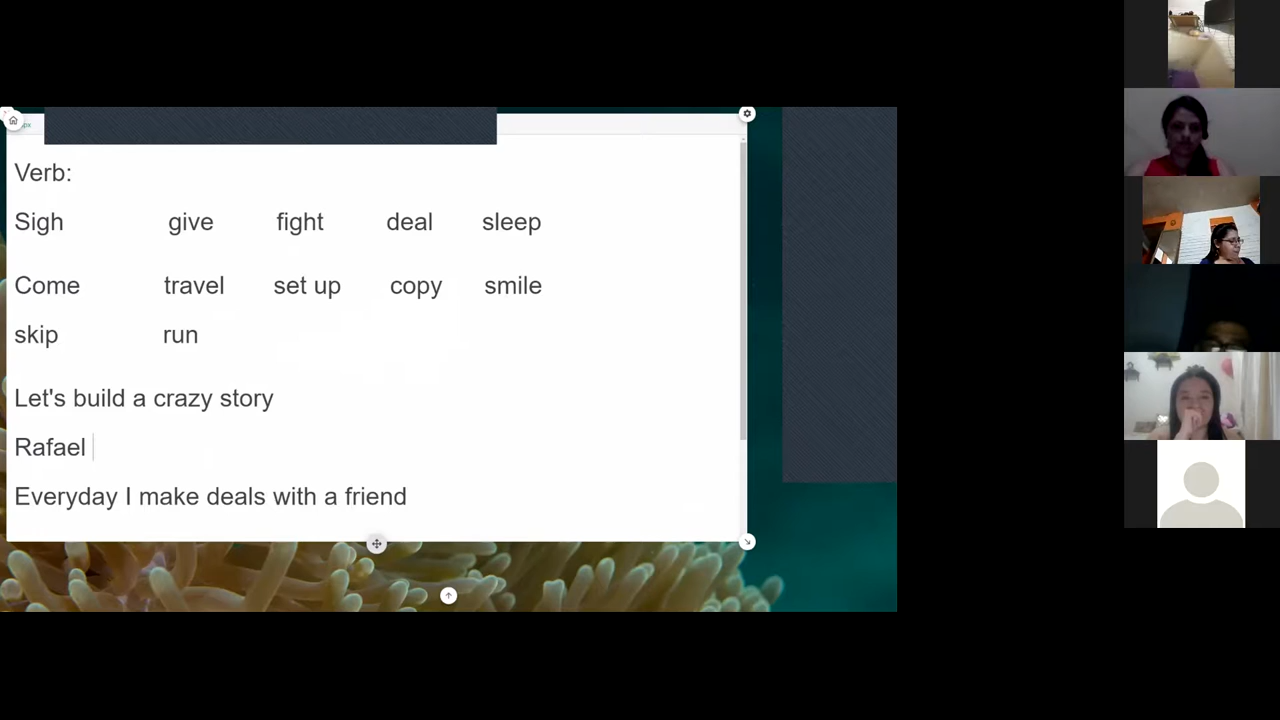 Verb:
Sigh give fight deal sleep
Come travel set up copy smile
skip run
Let's build a crazy story
Rafael
Everyday I make deals with a friend